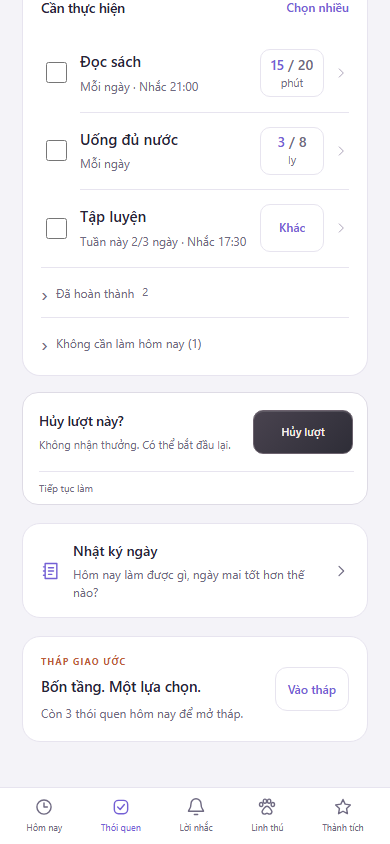 Cần thực hiện
Chọn nhiều
Đọc sách
Mỗi ngày · Nhắc 21:00
15 / 20
phút
Uống đủ nước
Mỗi ngày
3 / 8
ly
Tập luyện
Tuần này 2/3 ngày · Nhắc 17:30
Khác
Đã hoàn thành 2
Không cần làm hôm nay (1)
Hủy lượt này?
Không nhận thưởng. Có thể bắt đầu lại.
Hủy lượt
Tiếp tục làm
Nhật ký ngày
Hôm nay làm được gì, ngày mai tốt hơn thế
nào?
THÁP GIAO ƯỚC
Bốn tầng. Một lựa chọn.
Còn 3 thói quen hôm nay để mở tháp.
Vào tháp
Hôm nay
Thói quen
Lời nhắc
Linh thú
Thành tích